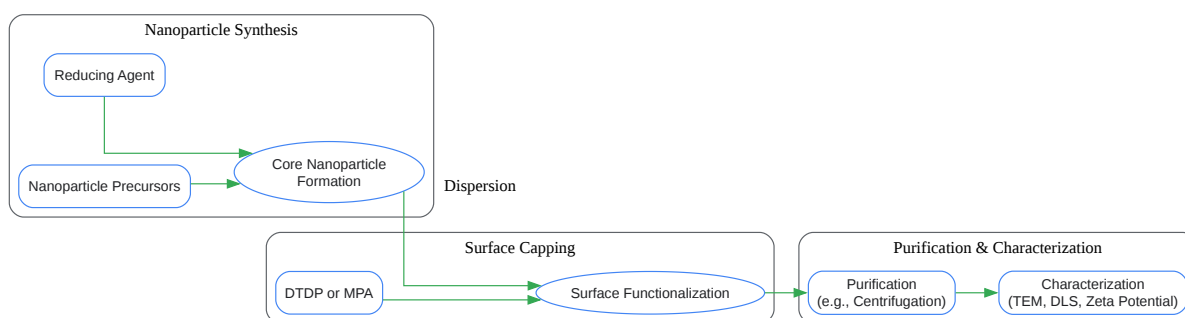 Nanoparticle Synthesis
Reducing Agent
Nanoparticle Precursors
Core Nanoparticle
Formation
Dispersion
Surface Capping
DTDP or MPA
Surface Functionalization
Purification & Characterization
Purification
(e.g., Centrifugation)
Characterization
(TEM, DLS, Zeta Potential)